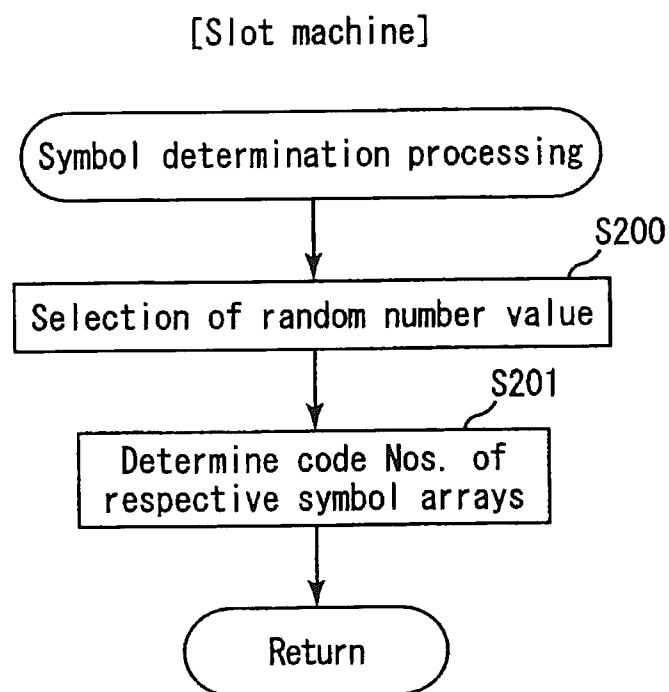 [Slot machine]
Symbol determination processing
S200
Selection of random number value
S201
Determine code Nos. of
respective symbol arrays
Return